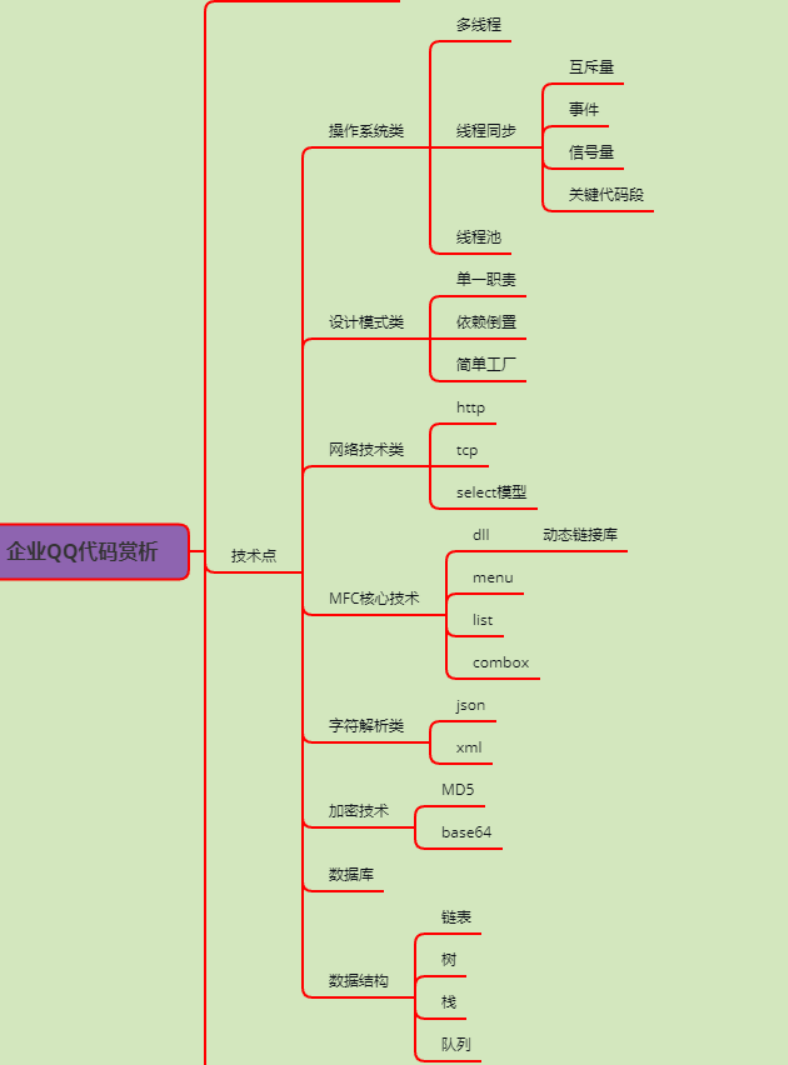 企业QQ代码赏析
技术点
操作系统类
多线程
线程同步
互斥量
事件
信号量
关键代码段
线程池
设计模式类
单一职责
依赖倒置
简单工厂
网络技术类
http
tcp
select模型
MFC核心技术
dll
动态链接库
menu
list
combox
字符解析类
json
xml
加密技术
MD5
base64
数据库
数据结构
链表
树
栈
队列